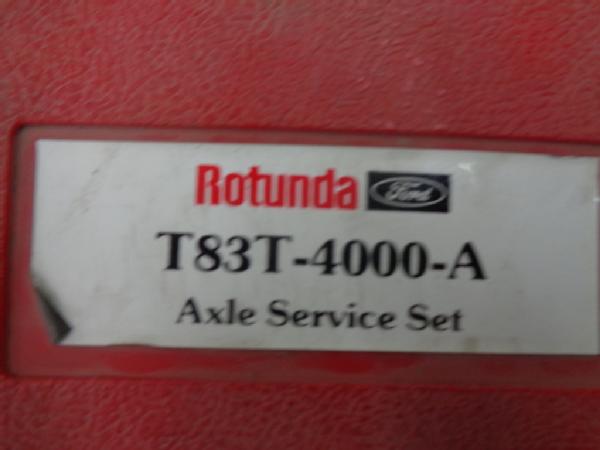 Rotunda Ford
T83T-4000-A
Axle Service Set